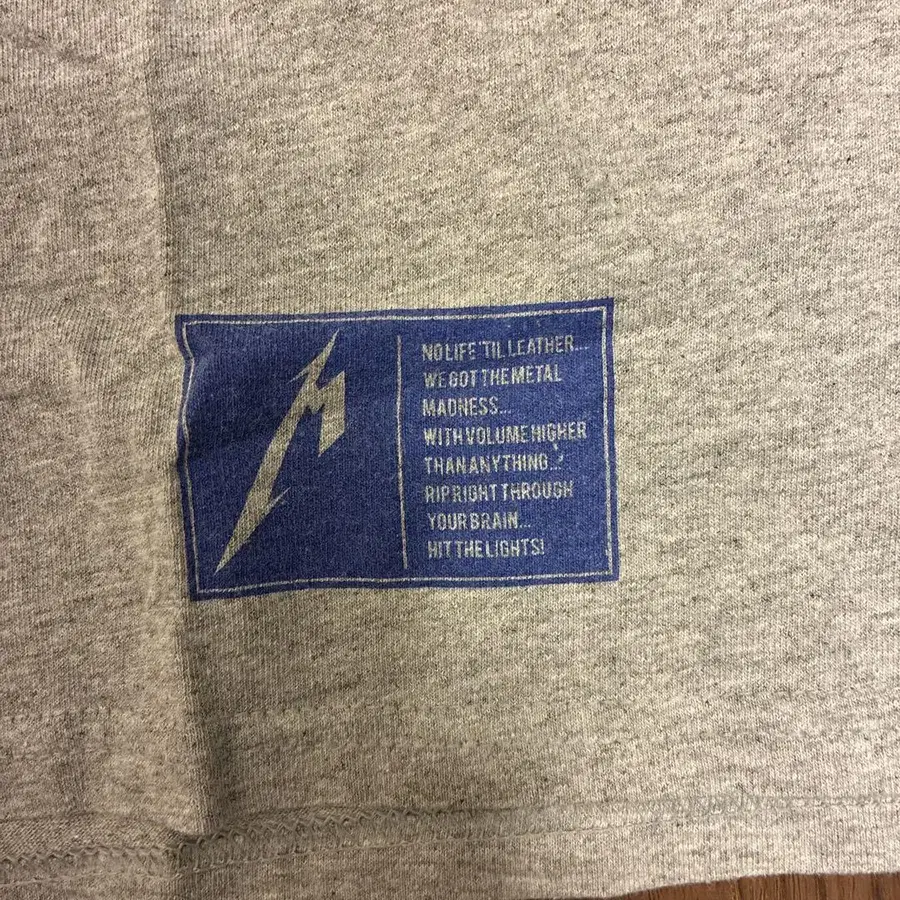 NO LIFE 'TIL LEATHER...
WE GOT THE METAL
MADNESS...
WITH VOLUME HIGHER
THAN ANYTHING...
RIP RIGHT THROUGH
YOUR BRAIN...
HIT THE LIGHTS!